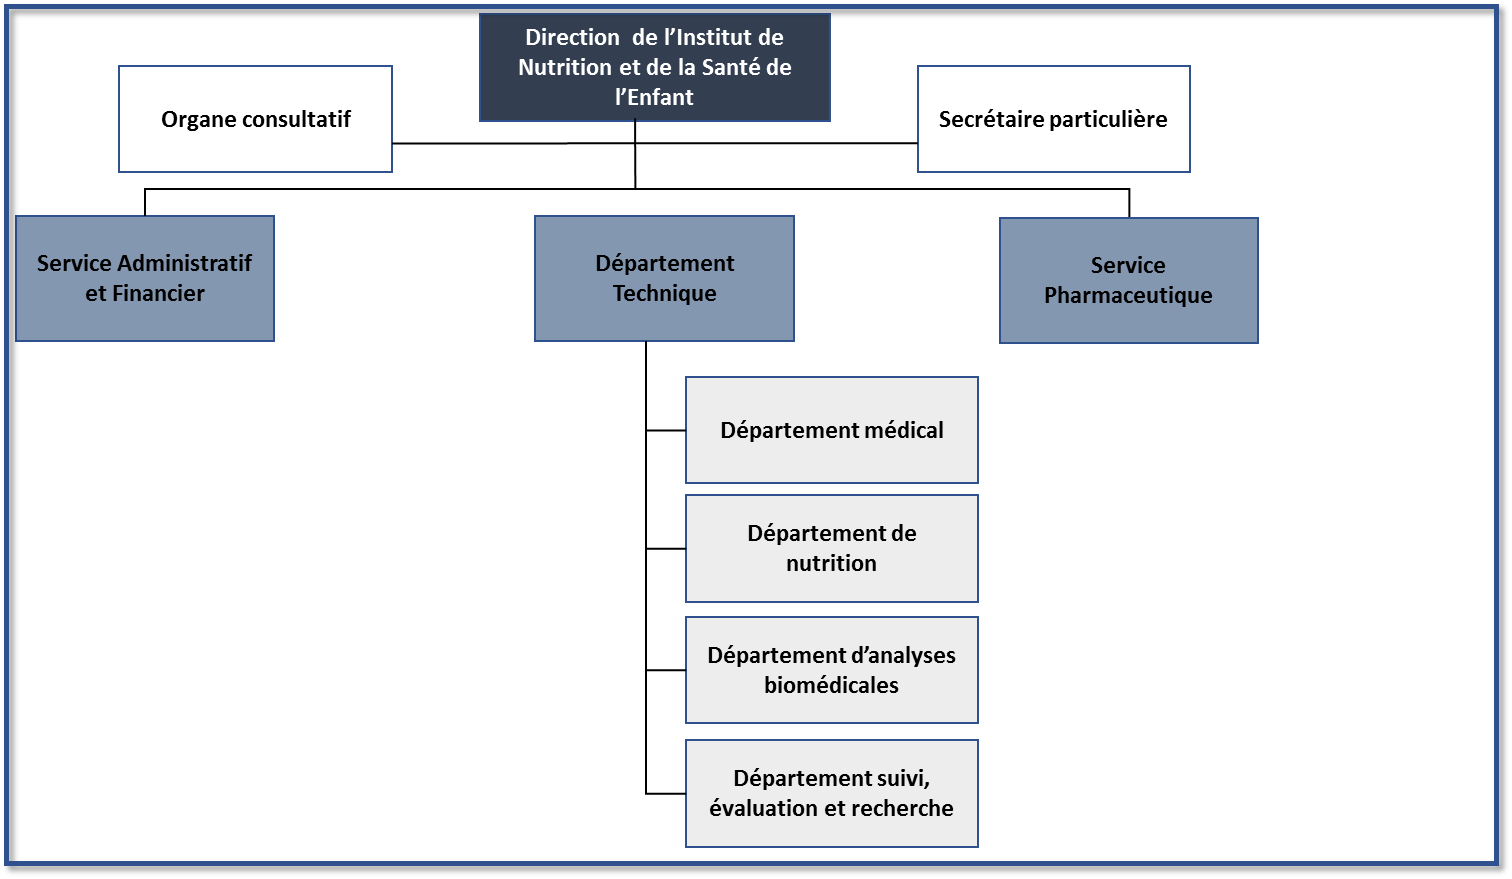 Direction  de l’Institut de
Nutrition et de la Santé de
l’Enfant
Organe consultatif
Secrétaire particulière
Service Administratif
et Financier
Département
Technique
Service
Pharmaceutique
Département médical
Département de
nutrition
Département d’analyses
biomédicales
Département suivi,
évaluation et recherche